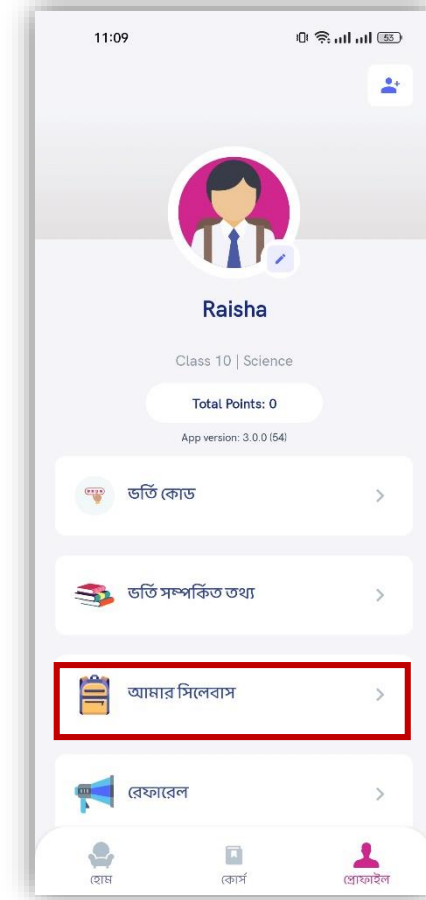 11:09
53
Raisha
Class 10 | Science
Total Points: 0
App version: 3.0.0 (54)
ভর্তি কোড
ভর্তি সম্পর্কিত তথ্য
আমার সিলেবাস
রেফারেল
হোম
কোর্স
প্রোফাইল